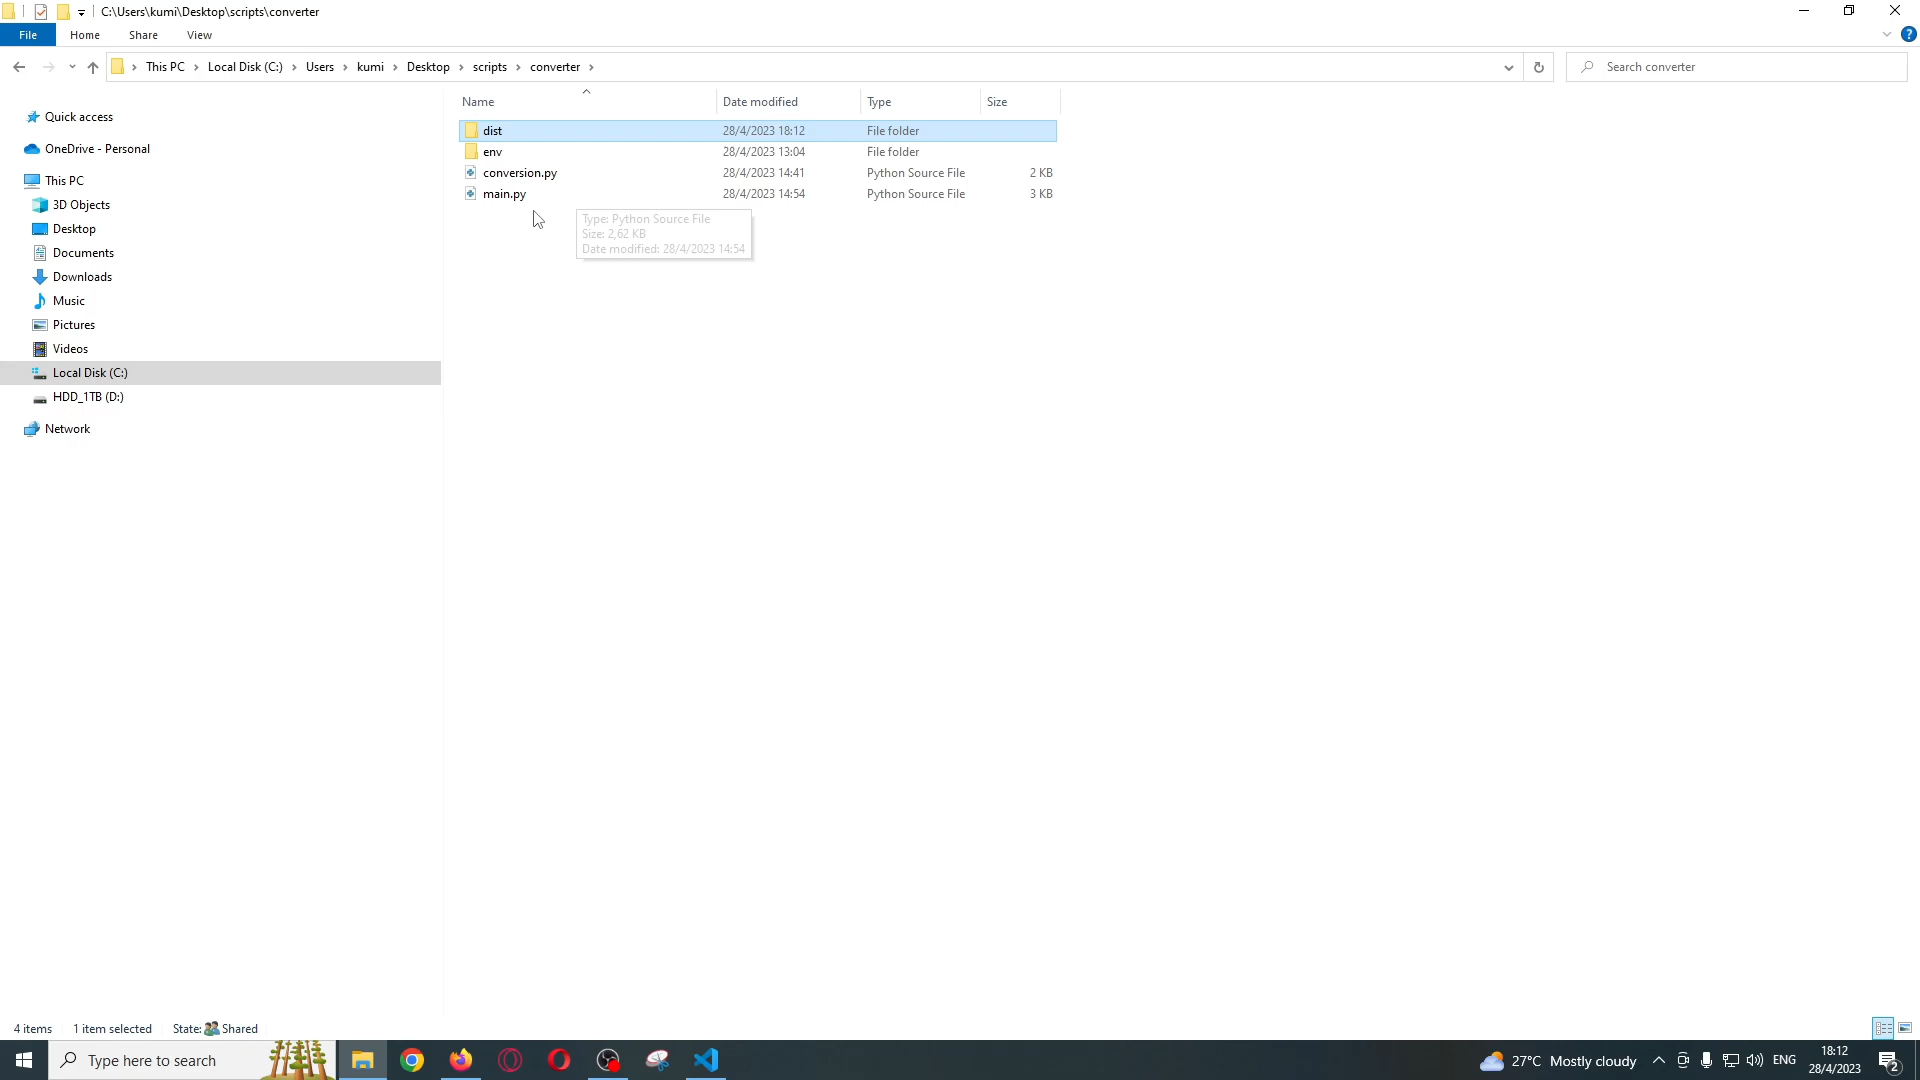 C:\Users\kumi\Desktop\scripts\converter
File Home Share View
This PC Local Disk (C:) Users kumi Desktop scripts converter
Search converter
Name Date modified Type Size
Quick access
OneDrive - Personal
This PC
3D Objects
Desktop
Documents
Downloads
Music
Pictures
Videos
Local Disk (C:)
HDD_1TB (D:)
Network
dist 28/4/2023 18:12 File folder
env 28/4/2023 13:04 File folder
conversion.py 28/4/2023 14:41 Python Source File 2 KB
main.py 28/4/2023 14:54 Python Source File 3 KB
Type: Python Source File
Size: 2,62 KB
Date modified: 28/4/2023 14:54
4 items 1 item selected State: Shared
Type here to search
27°C Mostly cloudy ENG 18:12
28/4/2023 2